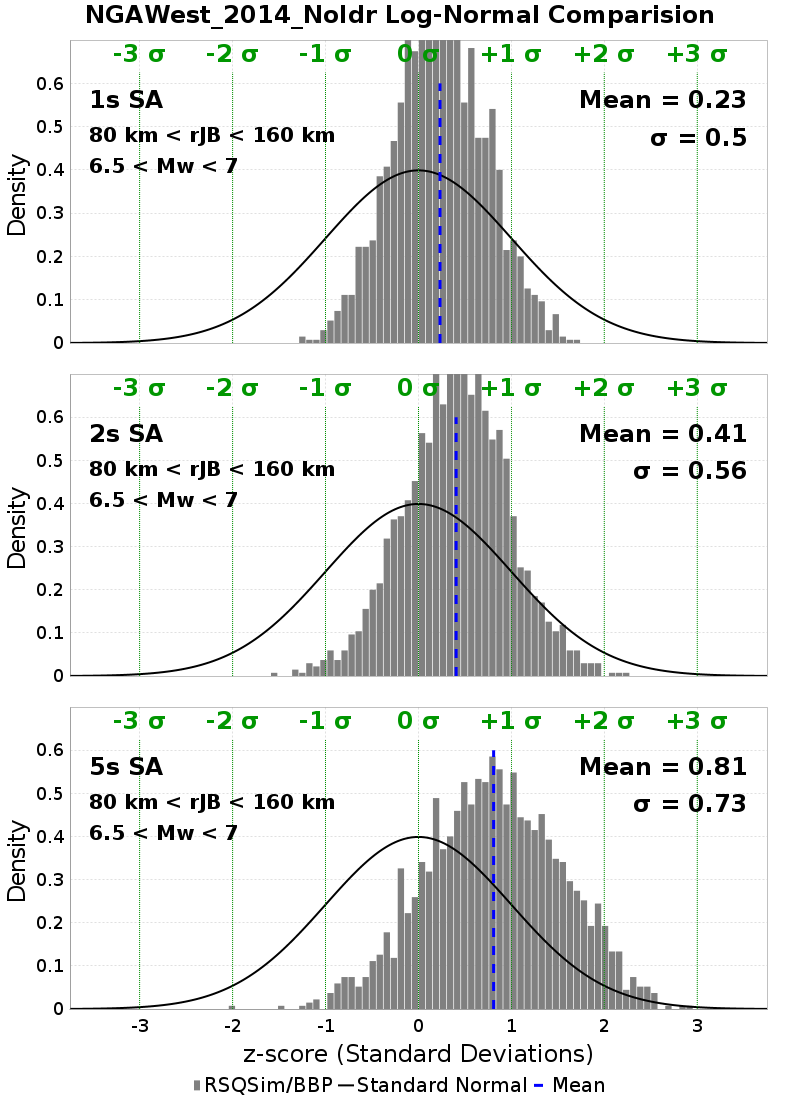 NGAWest_2014_NoIdr Log-Normal Comparision
-3 σ -2 σ -1 σ 0 σ +1 σ +2 σ +3 σ
1s SA
80 km < rJB < 160 km
6.5 < Mw < 7
Mean = 0.23
σ = 0.5
Density
0.6
0.5
0.4
0.3
0.2
0.1
0
-3 σ -2 σ -1 σ 0 σ +1 σ +2 σ +3 σ
2s SA
80 km < rJB < 160 km
6.5 < Mw < 7
Mean = 0.41
σ = 0.56
Density
0.6
0.5
0.4
0.3
0.2
0.1
0
-3 σ -2 σ -1 σ 0 σ +1 σ +2 σ +3 σ
5s SA
80 km < rJB < 160 km
6.5 < Mw < 7
Mean = 0.81
σ = 0.73
Density
0.6
0.5
0.4
0.3
0.2
0.1
0
-3 -2 -1 0 1 2 3
z-score (Standard Deviations)
RSQSim/BBP Standard Normal Mean